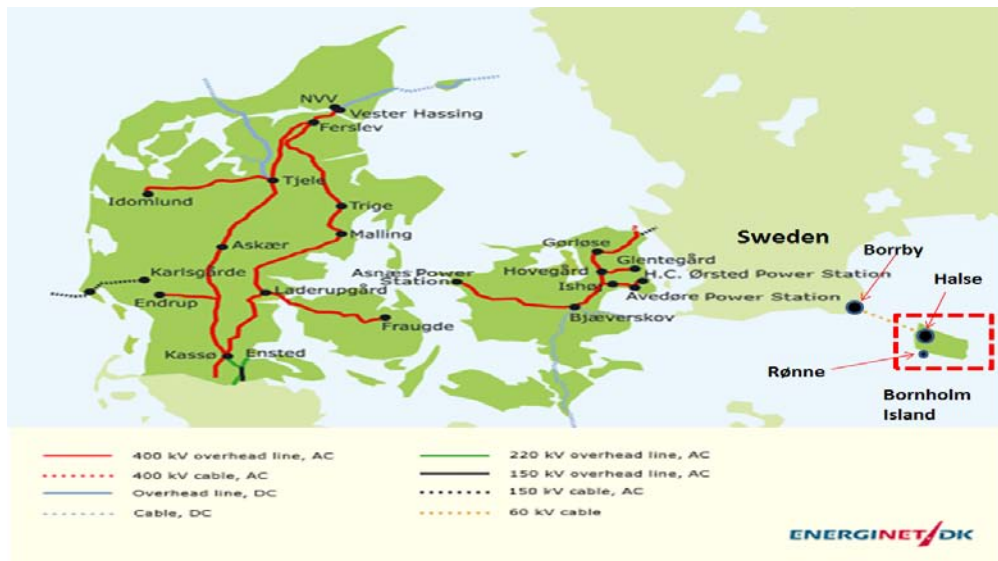 NVV
Vester Hassing
Ferslev
Tjele
Idomlund
Trige
Malling
Askær
Karlsgårde
Endrup
Laderupgård
Asnæs Power
Station
Fraugde
Kassø
Ensted
Gørløse
Glentegård
Hovegård
H.C. Ørsted Power Station
Ishøj
Avedøre Power Station
Bjæverskov
Sweden
Borrby
Halse
Rønne
Bornholm
Island
400 kV overhead line, AC
400 kV cable, AC
Overhead line, DC
Cable, DC
220 kV overhead line, AC
150 kV overhead line, AC
150 kV cable, AC
60 kV cable
ENERGINET/DK